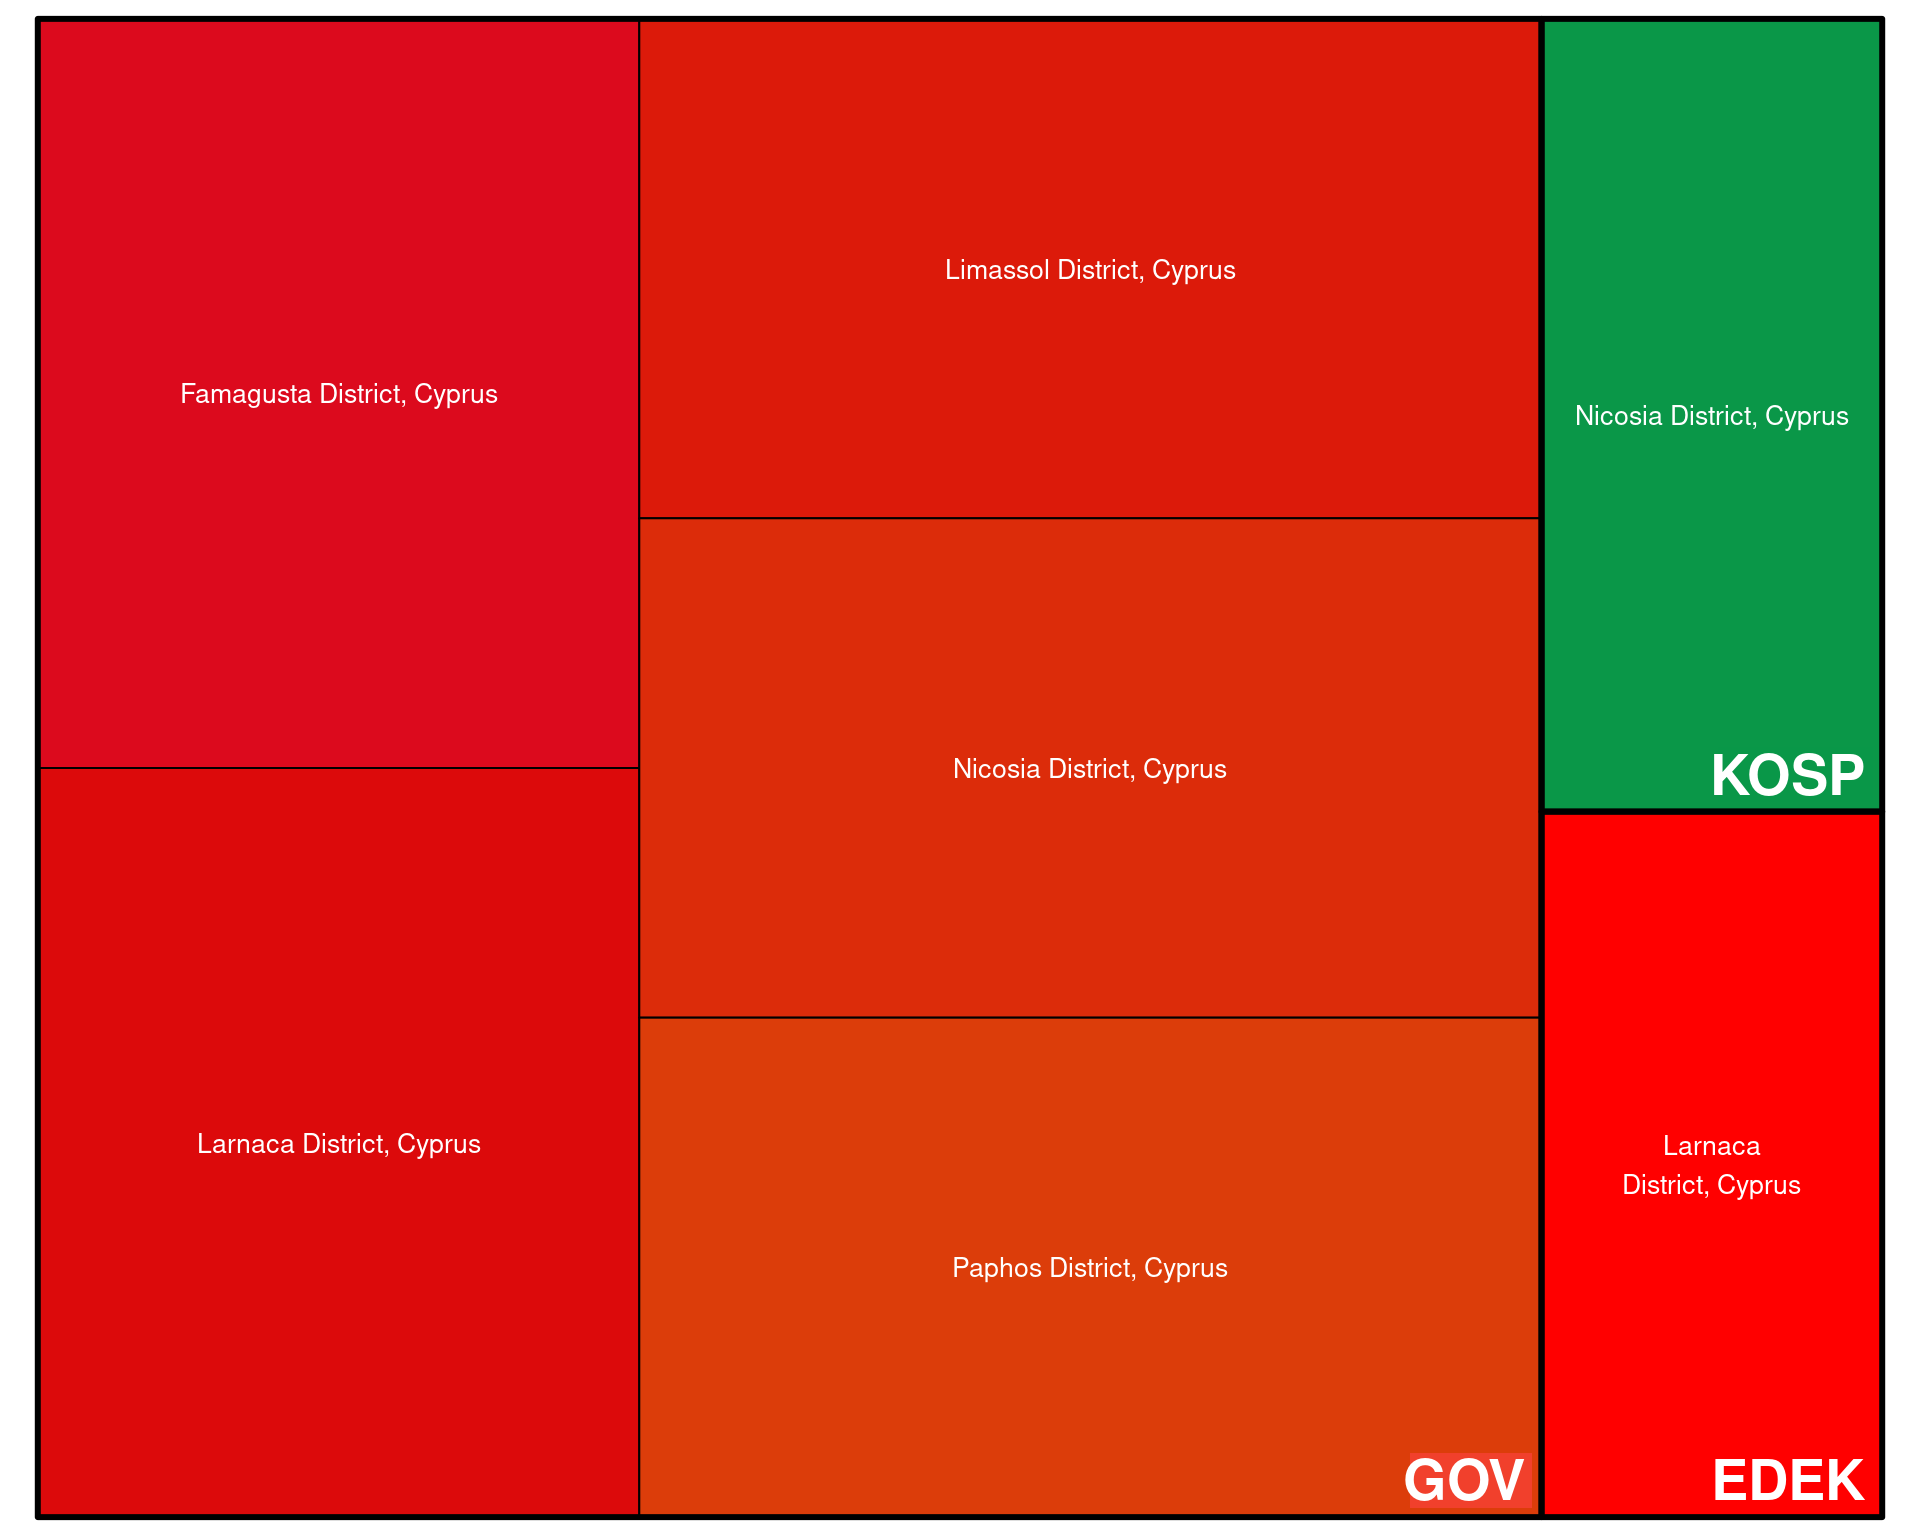 Famagusta District, Cyprus
Larnaca District, Cyprus
Limassol District, Cyprus
Nicosia District, Cyprus
Paphos District, Cyprus
GOV
Nicosia District, Cyprus
KOSP
Larnaca
District, Cyprus
EDEK